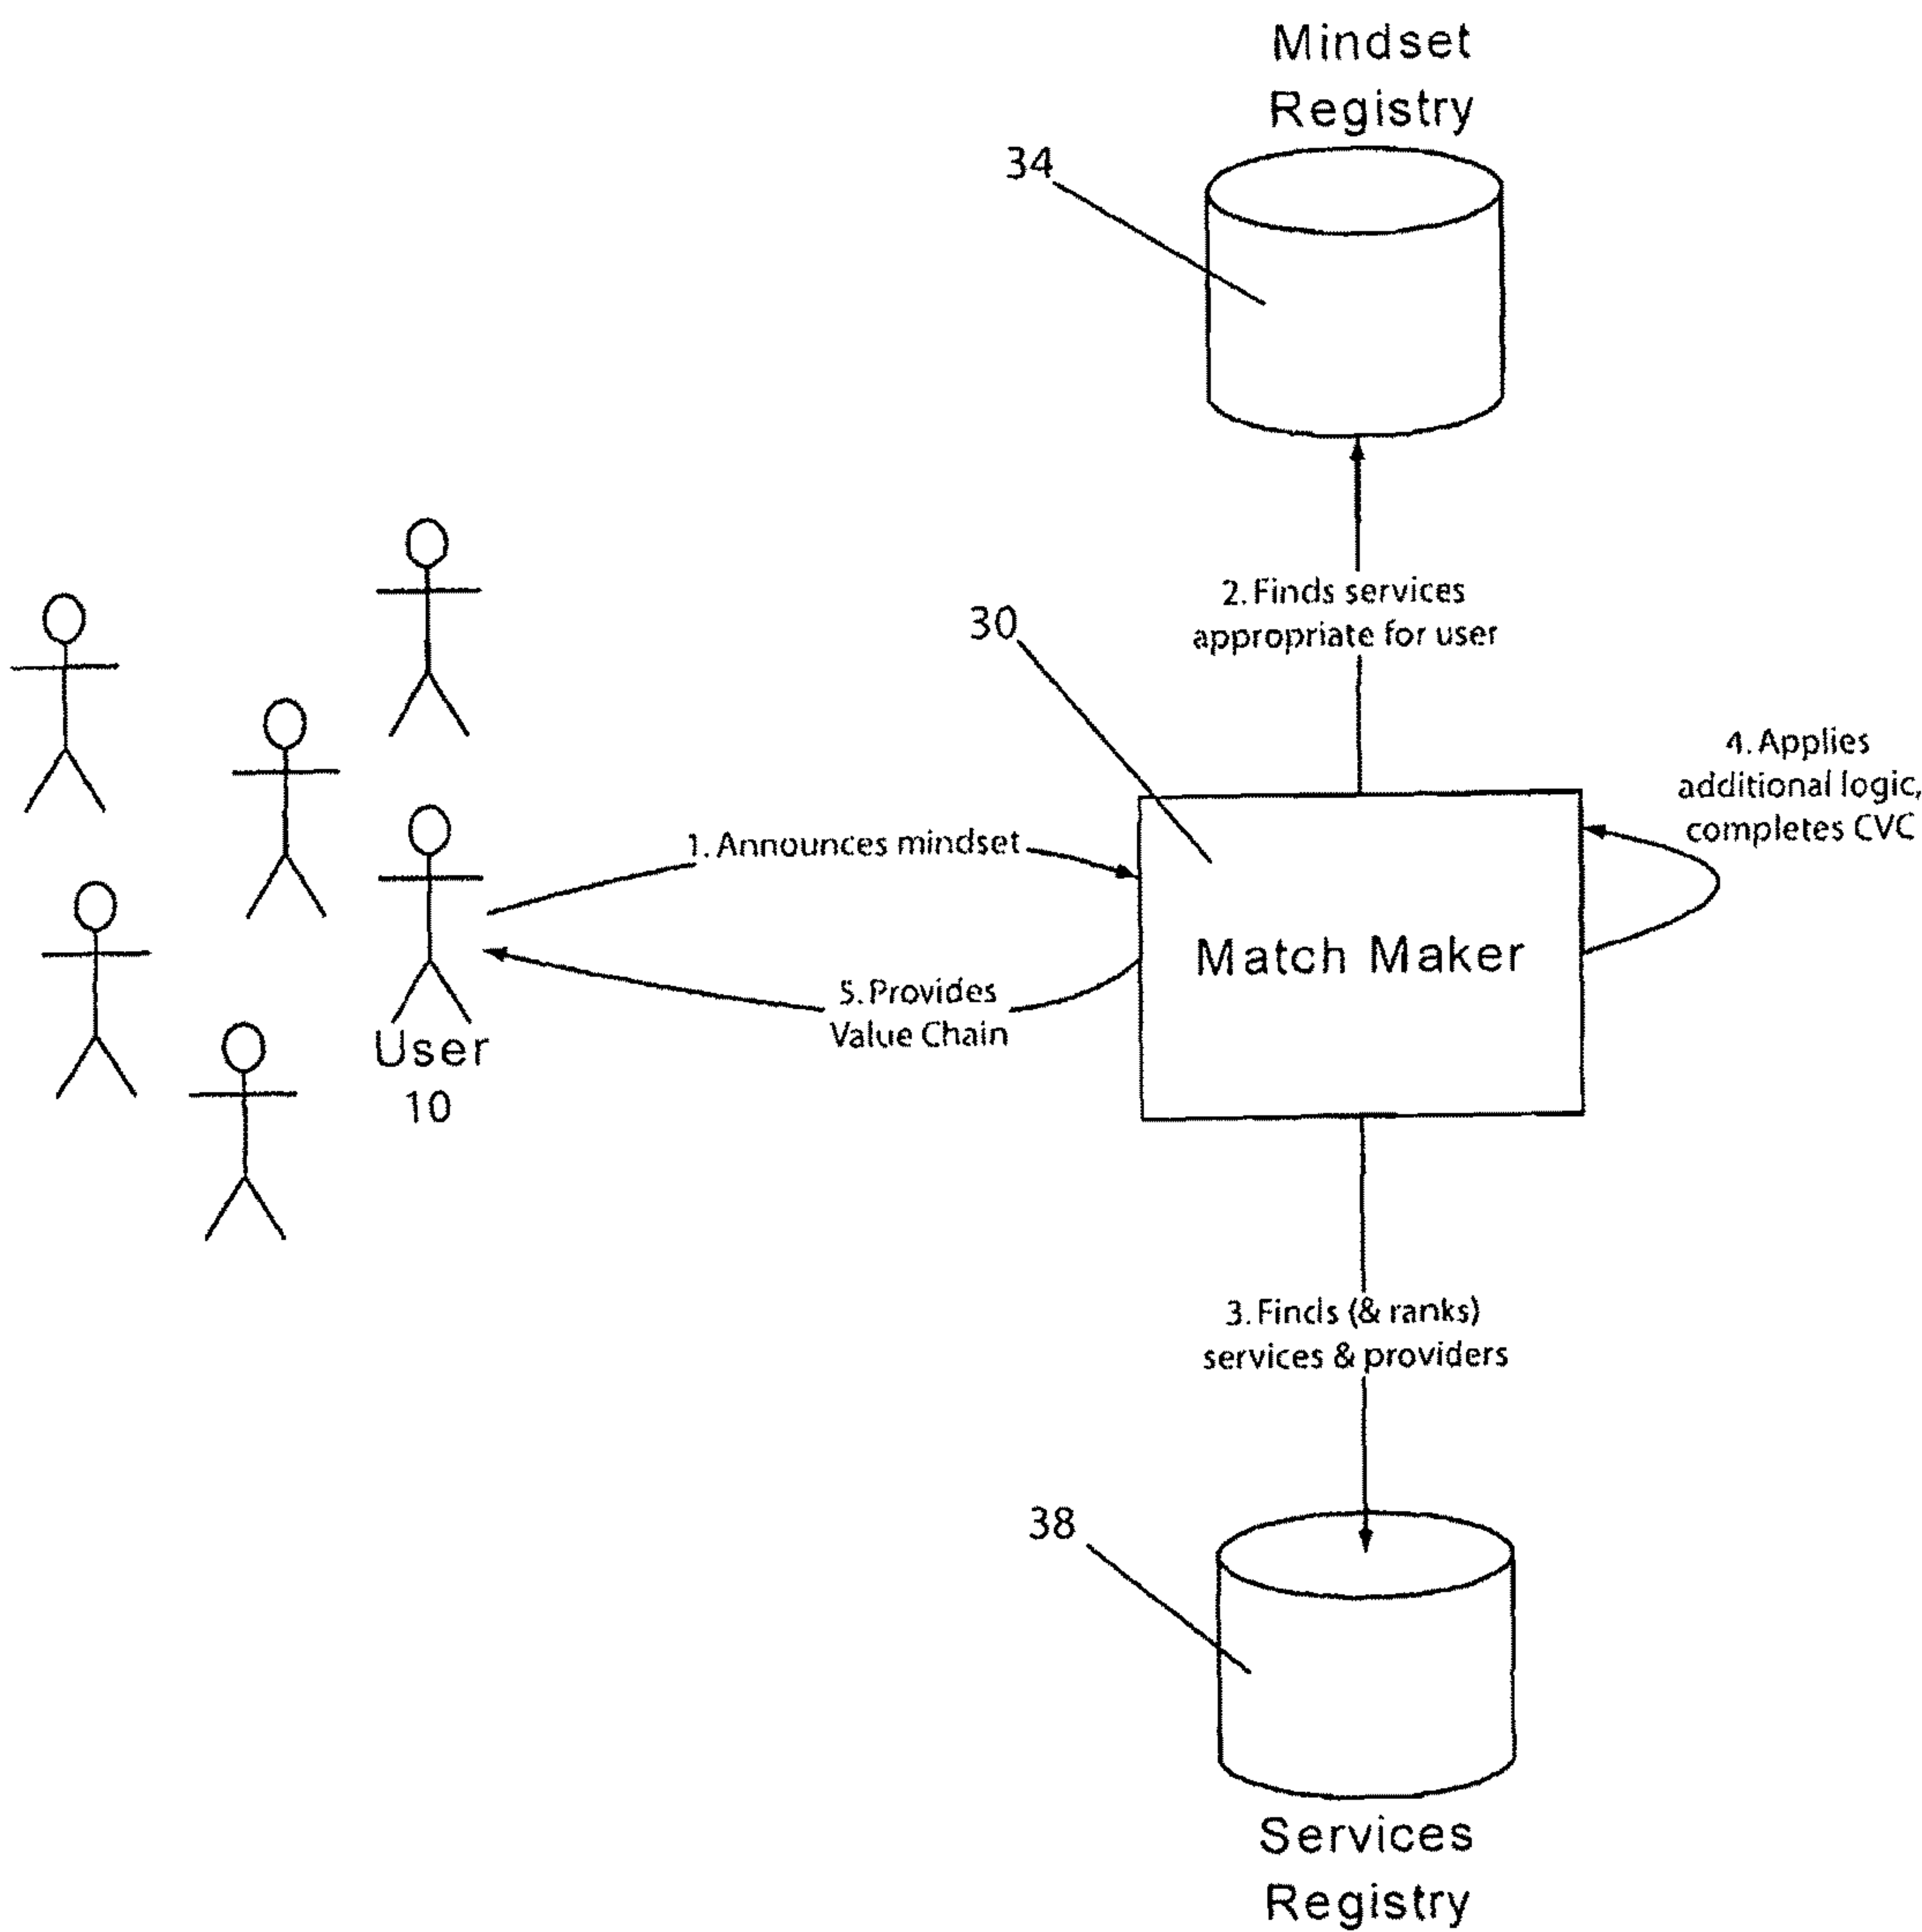 Mindset
Registry
34
2. Finds services
appropriate for user
30
4. Applies
additional logic,
completes CVC
1. Announces mindset
Match Maker
5. Provides
Value Chain
User
10
3. Finds (& ranks)
services & providers
38
Services
Registry